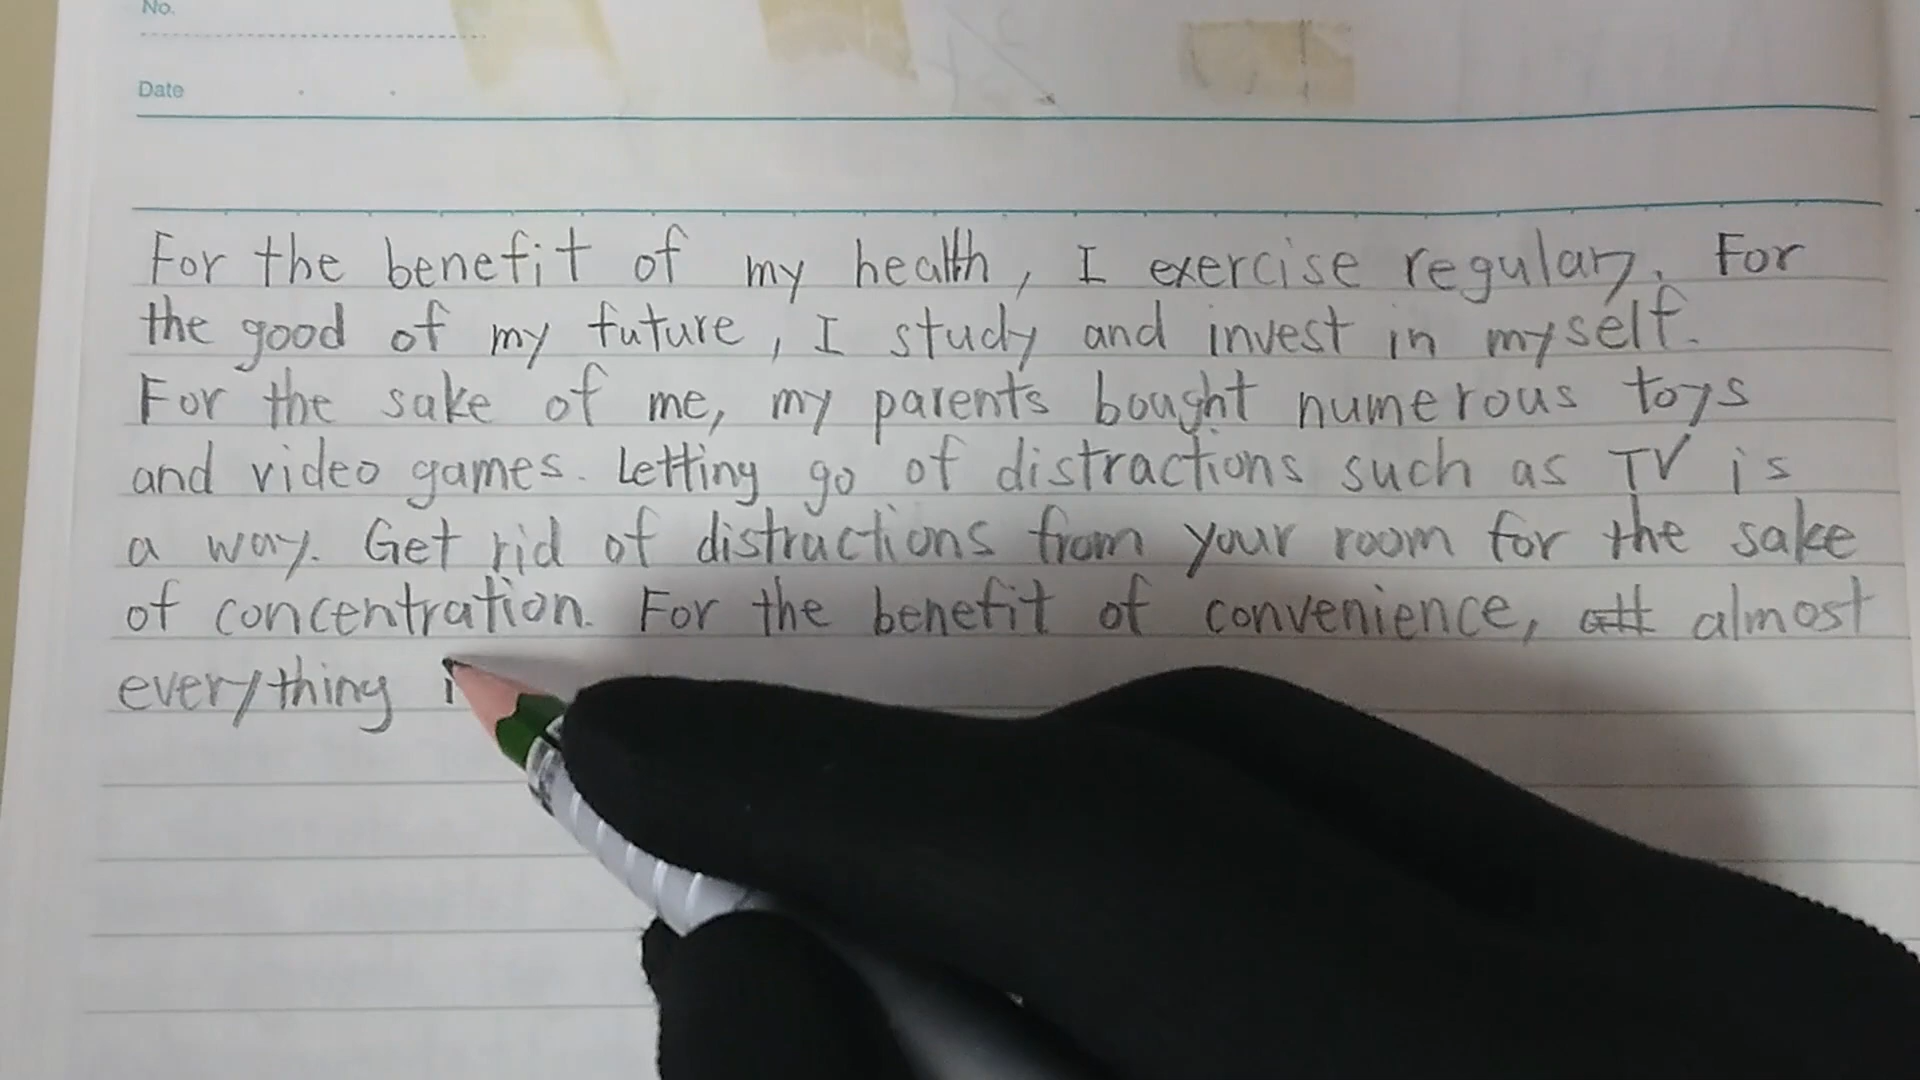 No.
Date
For the benefit of my health, I exercise regulary. For
the good of my future, I study and invest in myself.
For the sake of me, my parents bought numerous toys
and video games. Letting go of distractions such as TV is
a way. Get rid of distractions from your room for the sake
of concentration. For the benefit of convenience, almost
everything i